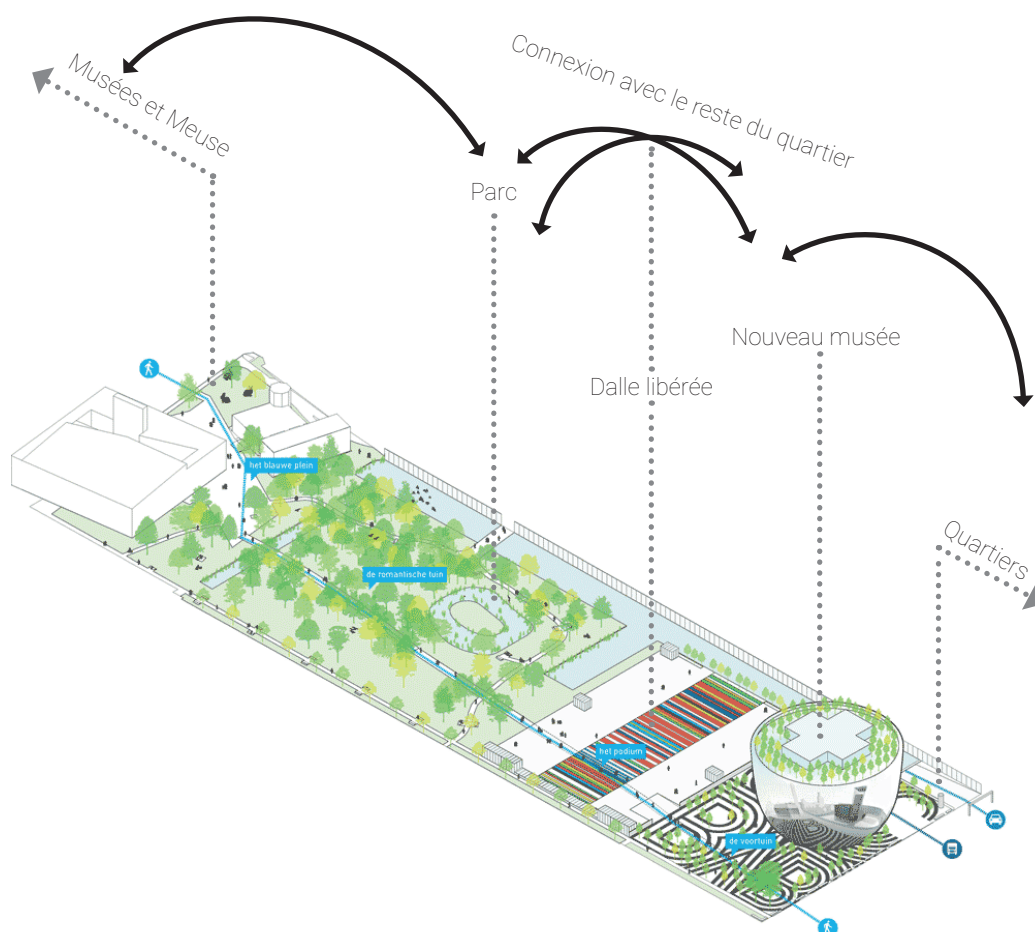 Musées et Meuse
Connexion avec le reste du quartier
Parc
Nouveau musée
Dalle libérée
het blauwe plein
Quartiers
de romantische tuin
het podium
de voortuin